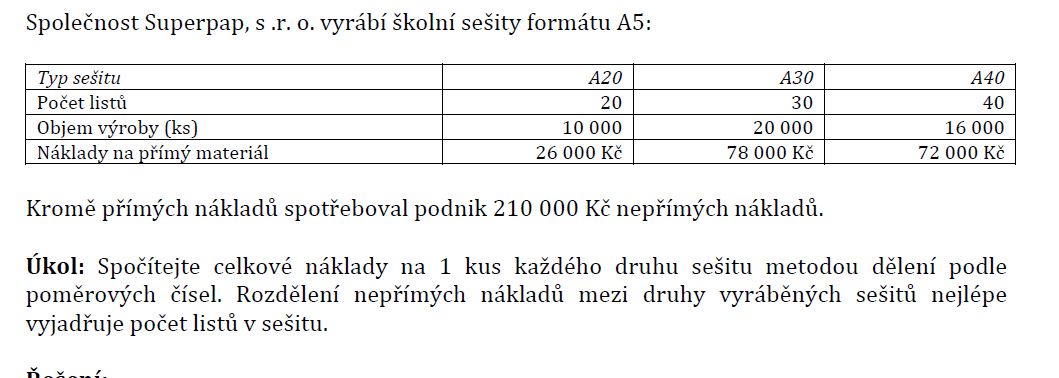 Společnost Superpap, s .r. o. vyrábí školní sešity formátu A5:
Typ sešitu A20 A30 A40
Počet listů 20 30 40
Objem výroby (ks) 10 000 20 000 16 000
Náklady na přímý materiál 26 000 Kč 78 000 Kč 72 000 Kč
Kromě přímých nákladů spotřeboval podnik 210 000 Kč nepřímých nákladů.
Úkol: Spočítejte celkové náklady na 1 kus každého druhu sešitu metodou dělení podle
poměrových čísel. Rozdělení nepřímých nákladů mezi druhy vyráběných sešitů nejlépe
vyjadřuje počet listů v sešitu.